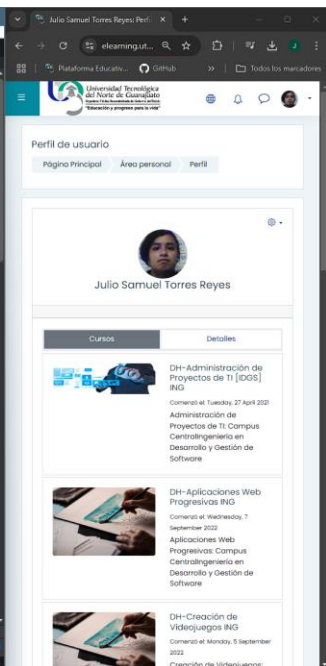 Julio Samuel Torres Reyes: Perfi
elearning.ut...
Plataforma Educativ...
GitHub
Todos los marcadores
Universidad Tecnológica
del Norte de Guanajuato
"Educación y progreso para la vida"
Perfil de usuario
Página Principal
Área personal
Perfil
Julio Samuel Torres Reyes
Cursos
Detalles
DH-Administración de
Proyectos de TI [IDGS]
ING
Comenzó el: Tuesday, 27 April 2021
Administración de
Proyectos de TI: Campus
CentralIngeniería en
Desarrollo y Gestión de
Software
DH-Aplicaciones Web
Progresivas ING
Comenzó el: Wednesday, 7
September 2022
Aplicaciones Web
Progresivas: Campus
CentralIngeniería en
Desarrollo y Gestión de
Software
DH-Creación de
Videojuegos ING
Comenzó el: Monday, 5 September
2022
Creación de Videojuegos: